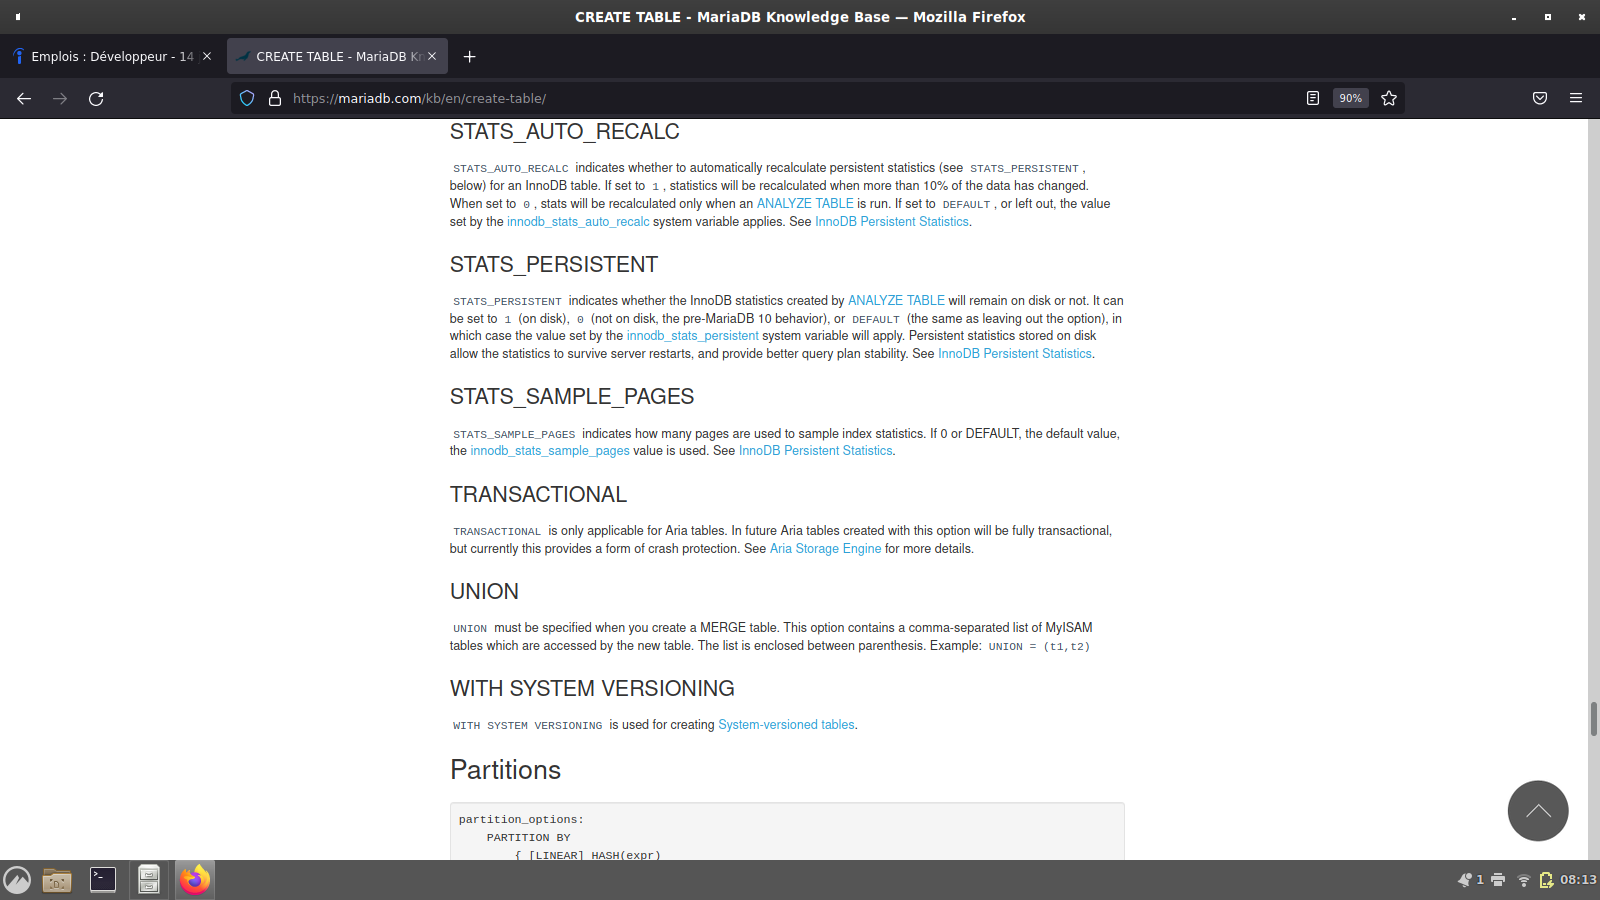 CREATE TABLE - MariaDB Knowledge Base — Mozilla Firefox
Emplois : Développeur - 14
CREATE TABLE - MariaDB Kn
https://mariadb.com/kb/en/create-table/
90%
STATS_AUTO_RECALC
STATS_AUTO_RECALC indicates whether to automatically recalculate persistent statistics (see STATS_PERSISTENT ,
below) for an InnoDB table. If set to 1 , statistics will be recalculated when more than 10% of the data has changed.
When set to 0 , stats will be recalculated only when an ANALYZE TABLE is run. If set to DEFAULT , or left out, the value
set by the innodb_stats_auto_recalc system variable applies. See InnoDB Persistent Statistics.
STATS_PERSISTENT
STATS_PERSISTENT indicates whether the InnoDB statistics created by ANALYZE TABLE will remain on disk or not. It can
be set to 1 (on disk), 0 (not on disk, the pre-MariaDB 10 behavior), or DEFAULT (the same as leaving out the option), in
which case the value set by the innodb_stats_persistent system variable will apply. Persistent statistics stored on disk
allow the statistics to survive server restarts, and provide better query plan stability. See InnoDB Persistent Statistics.
STATS_SAMPLE_PAGES
STATS_SAMPLE_PAGES indicates how many pages are used to sample index statistics. If 0 or DEFAULT, the default value,
the innodb_stats_sample_pages value is used. See InnoDB Persistent Statistics.
TRANSACTIONAL
TRANSACTIONAL is only applicable for Aria tables. In future Aria tables created with this option will be fully transactional,
but currently this provides a form of crash protection. See Aria Storage Engine for more details.
UNION
UNION must be specified when you create a MERGE table. This option contains a comma-separated list of MyISAM
tables which are accessed by the new table. The list is enclosed between parenthesis. Example: UNION = (t1,t2)
WITH SYSTEM VERSIONING
WITH SYSTEM VERSIONING is used for creating System-versioned tables.
Partitions
partition_options:
PARTITION BY
{ [LINEAR] HASH(expr)
1
08:13